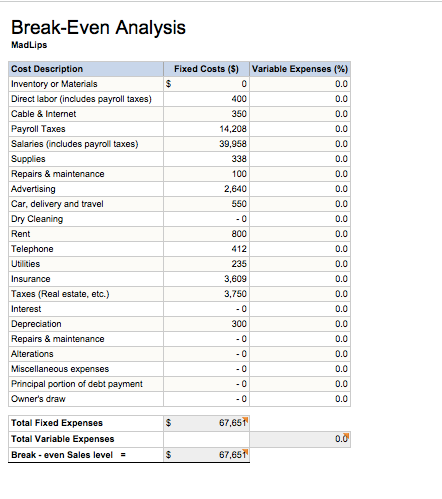 Break-Even Analysis
MadLips
Cost Description Fixed Costs ($) Variable Expenses (%)
Inventory or Materials $ 0 0.0
Direct labor (includes payroll taxes) 400 0.0
Cable & Internet 350 0.0
Payroll Taxes 14,208 0.0
Salaries (includes payroll taxes) 39,958 0.0
Supplies 338 0.0
Repairs & maintenance 100 0.0
Advertising 2,640 0.0
Car, delivery and travel 550 0.0
Dry Cleaning - 0 0.0
Rent 800 0.0
Telephone 412 0.0
Utilities 235 0.0
Insurance 3,609 0.0
Taxes (Real estate, etc.) 3,750 0.0
Interest - 0 0.0
Depreciation 300 0.0
Repairs & maintenance - 0 0.0
Alterations - 0 0.0
Miscellaneous expenses - 0 0.0
Principal portion of debt payment - 0 0.0
Owner's draw - 0 0.0
Total Fixed Expenses $ 67,651
Total Variable Expenses 0.0
Break - even Sales level = $ 67,651